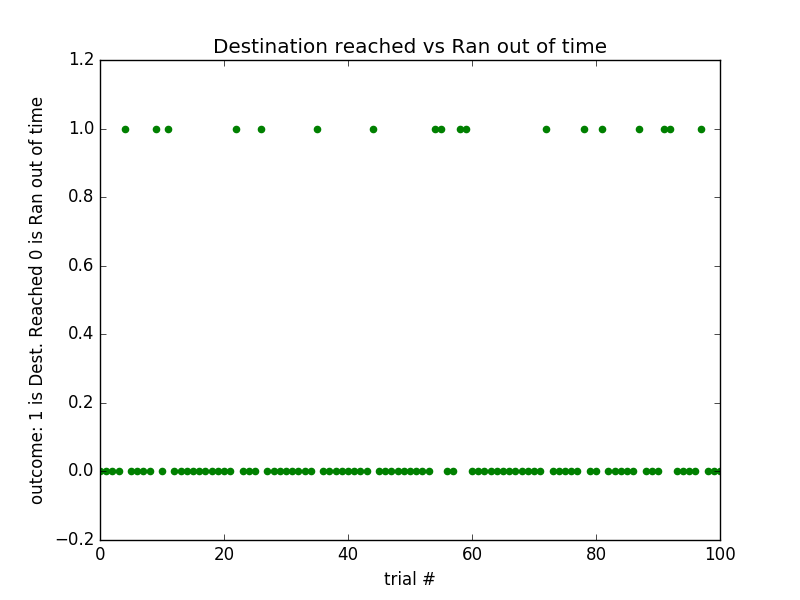 Destination reached vs Ran out of time
1.2
1.0
0.8
0.6
0.4
0.2
0.0
−0.2
outcome: 1 is Dest. Reached 0 is Ran out of time
0 20 40 60 80 100
trial #